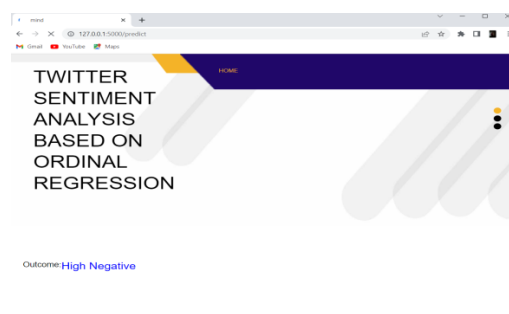 mind
127.0.0.1:5000/predict
Gmail YouTube Maps
HOME
TWITTER
SENTIMENT
ANALYSIS
BASED ON
ORDINAL
REGRESSION
Outcome:High Negative